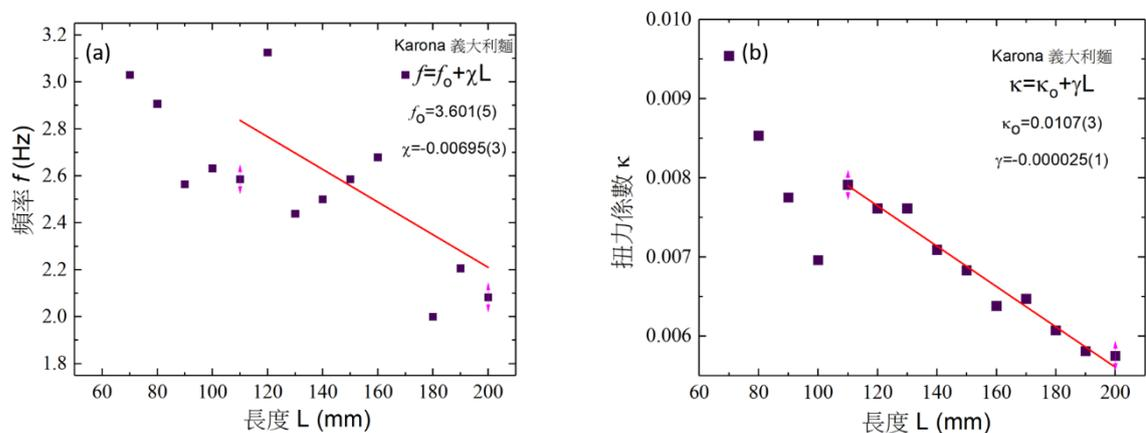 (a)
Karona 義大利麵
f=fo+χL
fo=3.601(5)
χ=-0.00695(3)
3.2
3.0
2.8
2.6
2.4
2.2
2.0
1.8
頻率 f (Hz)
60 80 100 120 140 160 180 200
長度 L (mm)
(b)
Karona 義大利麵
κ=κo+γL
κo=0.0107(3)
γ=-0.000025(1)
0.010
0.009
0.008
0.007
0.006
扭力係數 κ
60 80 100 120 140 160 180 200
長度 L (mm)